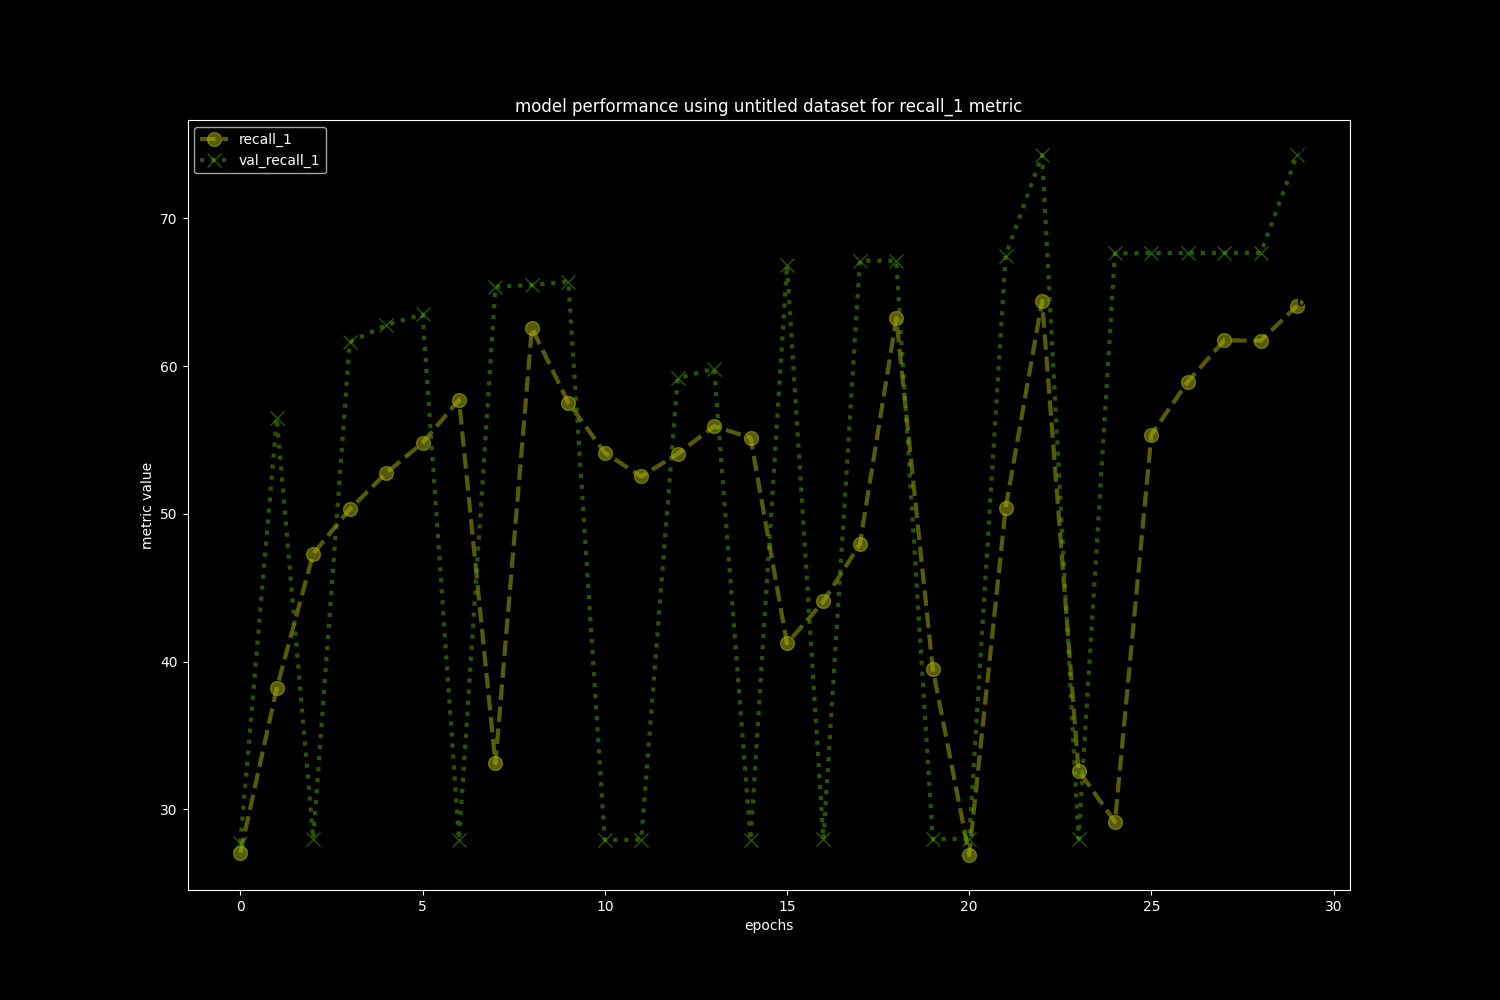 model performance using untitled dataset for recall_1 metric
recall_1
val_recall_1
70
60
50
40
30
metric value
0 5 10 15 20 25 30
epochs